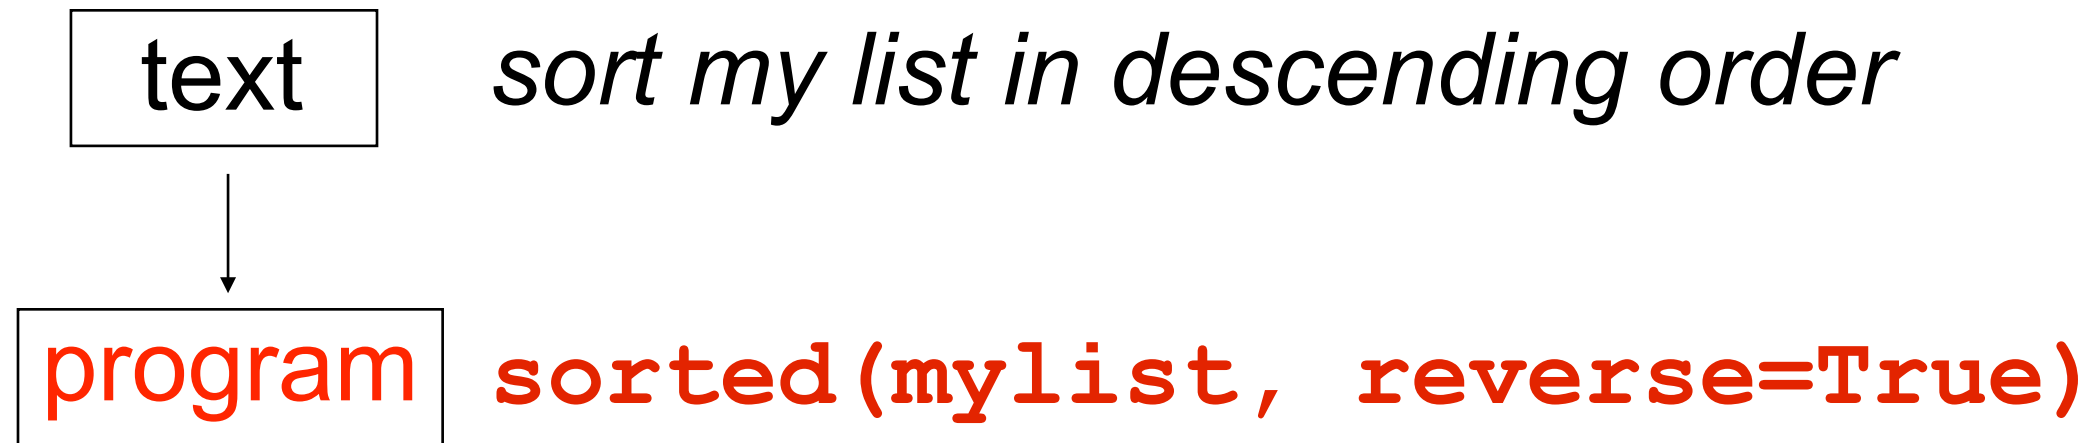 text sort my list in descending order
program sorted(mylist, reverse=True)